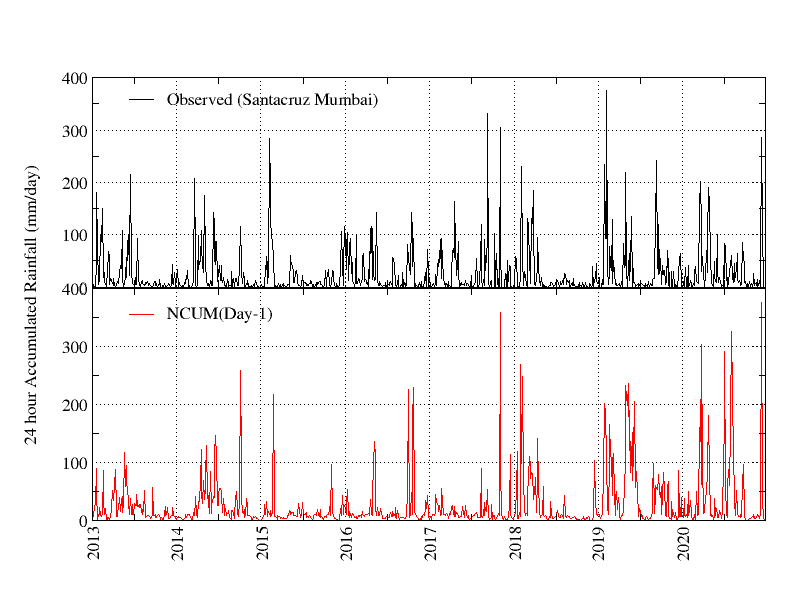 400
Observed (Santacruz Mumbai)
300
200
100
400
NCUM(Day-1)
300
200
100
0
24 hour Accumulated Rainfall (mm/day)
2013 2014 2015 2016 2017 2018 2019 2020